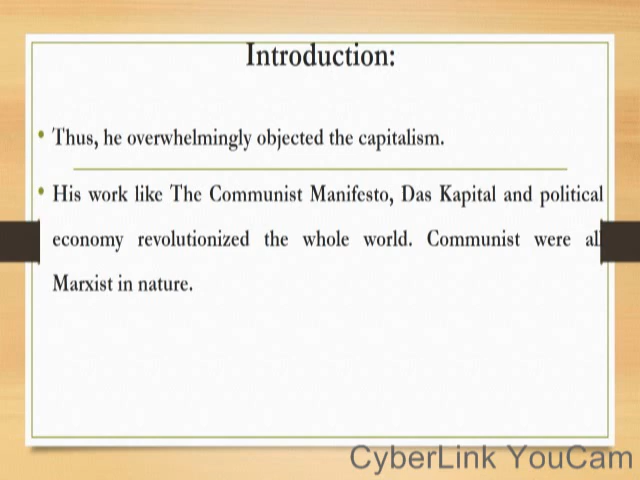 Introduction:
• Thus, he overwhelmingly objected the capitalism.
• His work like The Communist Manifesto, Das Kapital and political
economy revolutionized the whole world. Communist were all
Marxist in nature.
CyberLink YouCam